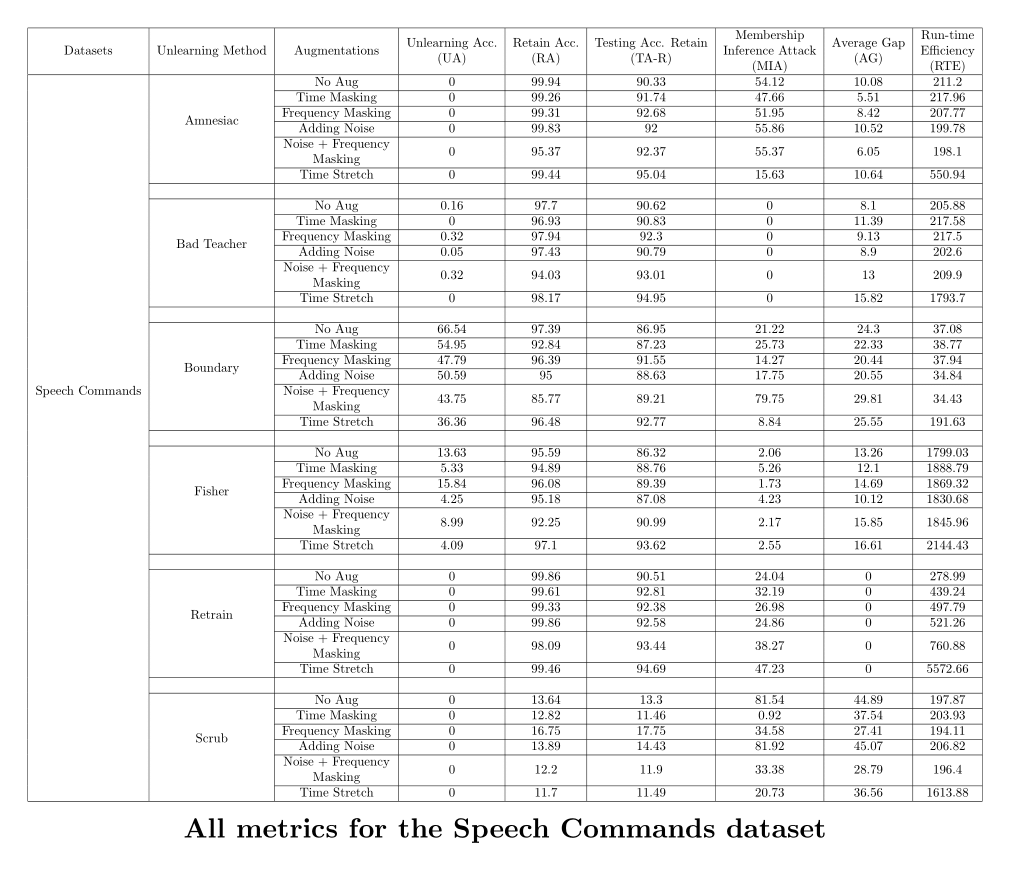 Datasets Unlearning Method Augmentations Unlearning Acc. (UA) Retain Acc. (RA) Testing Acc. Retain (TA-R) Membership Inference Attack (MIA) Average Gap (AG) Run-time Efficiency (RTE)
Speech Commands
Amnesiac
No Aug 0 99.94 90.33 54.12 10.08 211.2
Time Masking 0 99.26 91.74 47.66 5.51 217.96
Frequency Masking 0 99.31 92.68 51.95 8.42 207.77
Adding Noise 0 99.83 92 55.86 10.52 199.78
Noise + Frequency Masking 0 95.37 92.37 55.37 6.05 198.1
Time Stretch 0 99.44 95.04 15.63 10.64 550.94
Bad Teacher
No Aug 0.16 97.7 90.62 0 8.1 205.88
Time Masking 0 96.93 90.83 0 11.39 217.58
Frequency Masking 0.32 97.94 92.3 0 9.13 217.5
Adding Noise 0.05 97.43 90.79 0 8.9 202.6
Noise + Frequency Masking 0.32 94.03 93.01 0 13 209.9
Time Stretch 0 98.17 94.95 0 15.82 1793.7
Boundary
No Aug 66.54 97.39 86.95 21.22 24.3 37.08
Time Masking 54.95 92.84 87.23 25.73 22.33 38.77
Frequency Masking 47.79 96.39 91.55 14.27 20.44 37.94
Adding Noise 50.59 95 88.63 17.75 20.55 34.84
Noise + Frequency Masking 43.75 85.77 89.21 79.75 29.81 34.43
Time Stretch 36.36 96.48 92.77 8.84 25.55 191.63
Fisher
No Aug 13.63 95.59 86.32 2.06 13.26 1799.03
Time Masking 5.33 94.89 88.76 5.26 12.1 1888.79
Frequency Masking 15.84 96.08 89.39 1.73 14.69 1869.32
Adding Noise 4.25 95.18 87.08 4.23 10.12 1830.68
Noise + Frequency Masking 8.99 92.25 90.99 2.17 15.85 1845.96
Time Stretch 4.09 97.1 93.62 2.55 16.61 2144.43
Retrain
No Aug 0 99.86 90.51 24.04 0 278.99
Time Masking 0 99.61 92.81 32.19 0 439.24
Frequency Masking 0 99.33 92.38 26.98 0 497.79
Adding Noise 0 99.86 92.58 24.86 0 521.26
Noise + Frequency Masking 0 98.09 93.44 38.27 0 760.88
Time Stretch 0 99.46 94.69 47.23 0 5572.66
Scrub
No Aug 0 13.64 13.3 81.54 44.89 197.87
Time Masking 0 12.82 11.46 0.92 37.54 203.93
Frequency Masking 0 16.75 17.75 34.58 27.41 194.11
Adding Noise 0 13.89 14.43 81.92 45.07 206.82
Noise + Frequency Masking 0 12.2 11.9 33.38 28.79 196.4
Time Stretch 0 11.7 11.49 20.73 36.56 1613.88
All metrics for the Speech Commands dataset